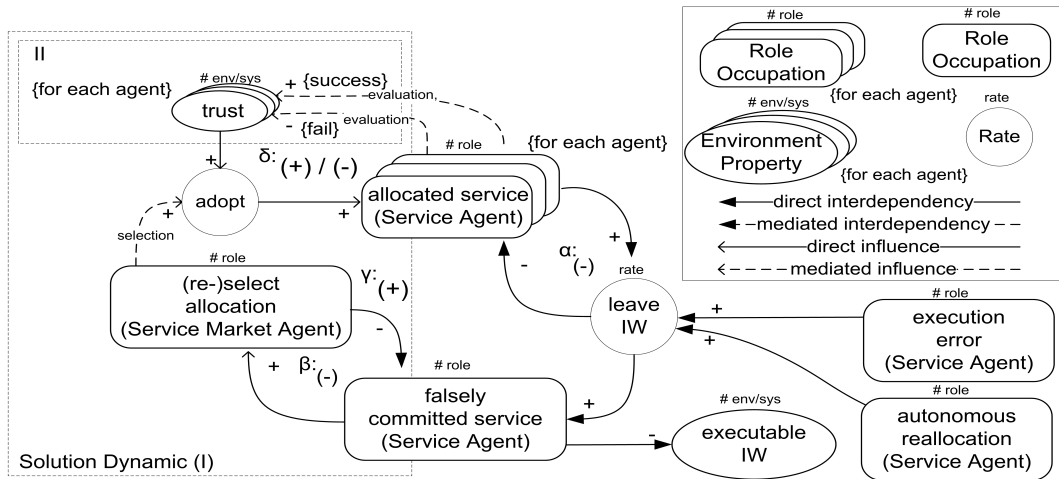 II
{for each agent}
# env/sys
trust
+ {success}
evaluation
- {fail}
evaluation
+
δ: (+) / (-)
adopt
+
selection
+
# role
{for each agent}
allocated service
(Service Agent)
+
-
α: (-)
rate
leave
IW
# role
(re-)select
allocation
(Service Market Agent)
γ: (+)
-
+
β: (-)
# role
falsely
committed service
(Service Agent)
+
-
# env/sys
executable
IW
+
+
# role
execution
error
(Service Agent)
# role
autonomous
reallocation
(Service Agent)
Solution Dynamic (I)
# role
Role
Occupation
{for each agent}
# role
Role
Occupation
# env/sys
Environment
Property
{for each agent}
rate
Rate
direct interdependency
mediated interdependency
direct influence
mediated influence